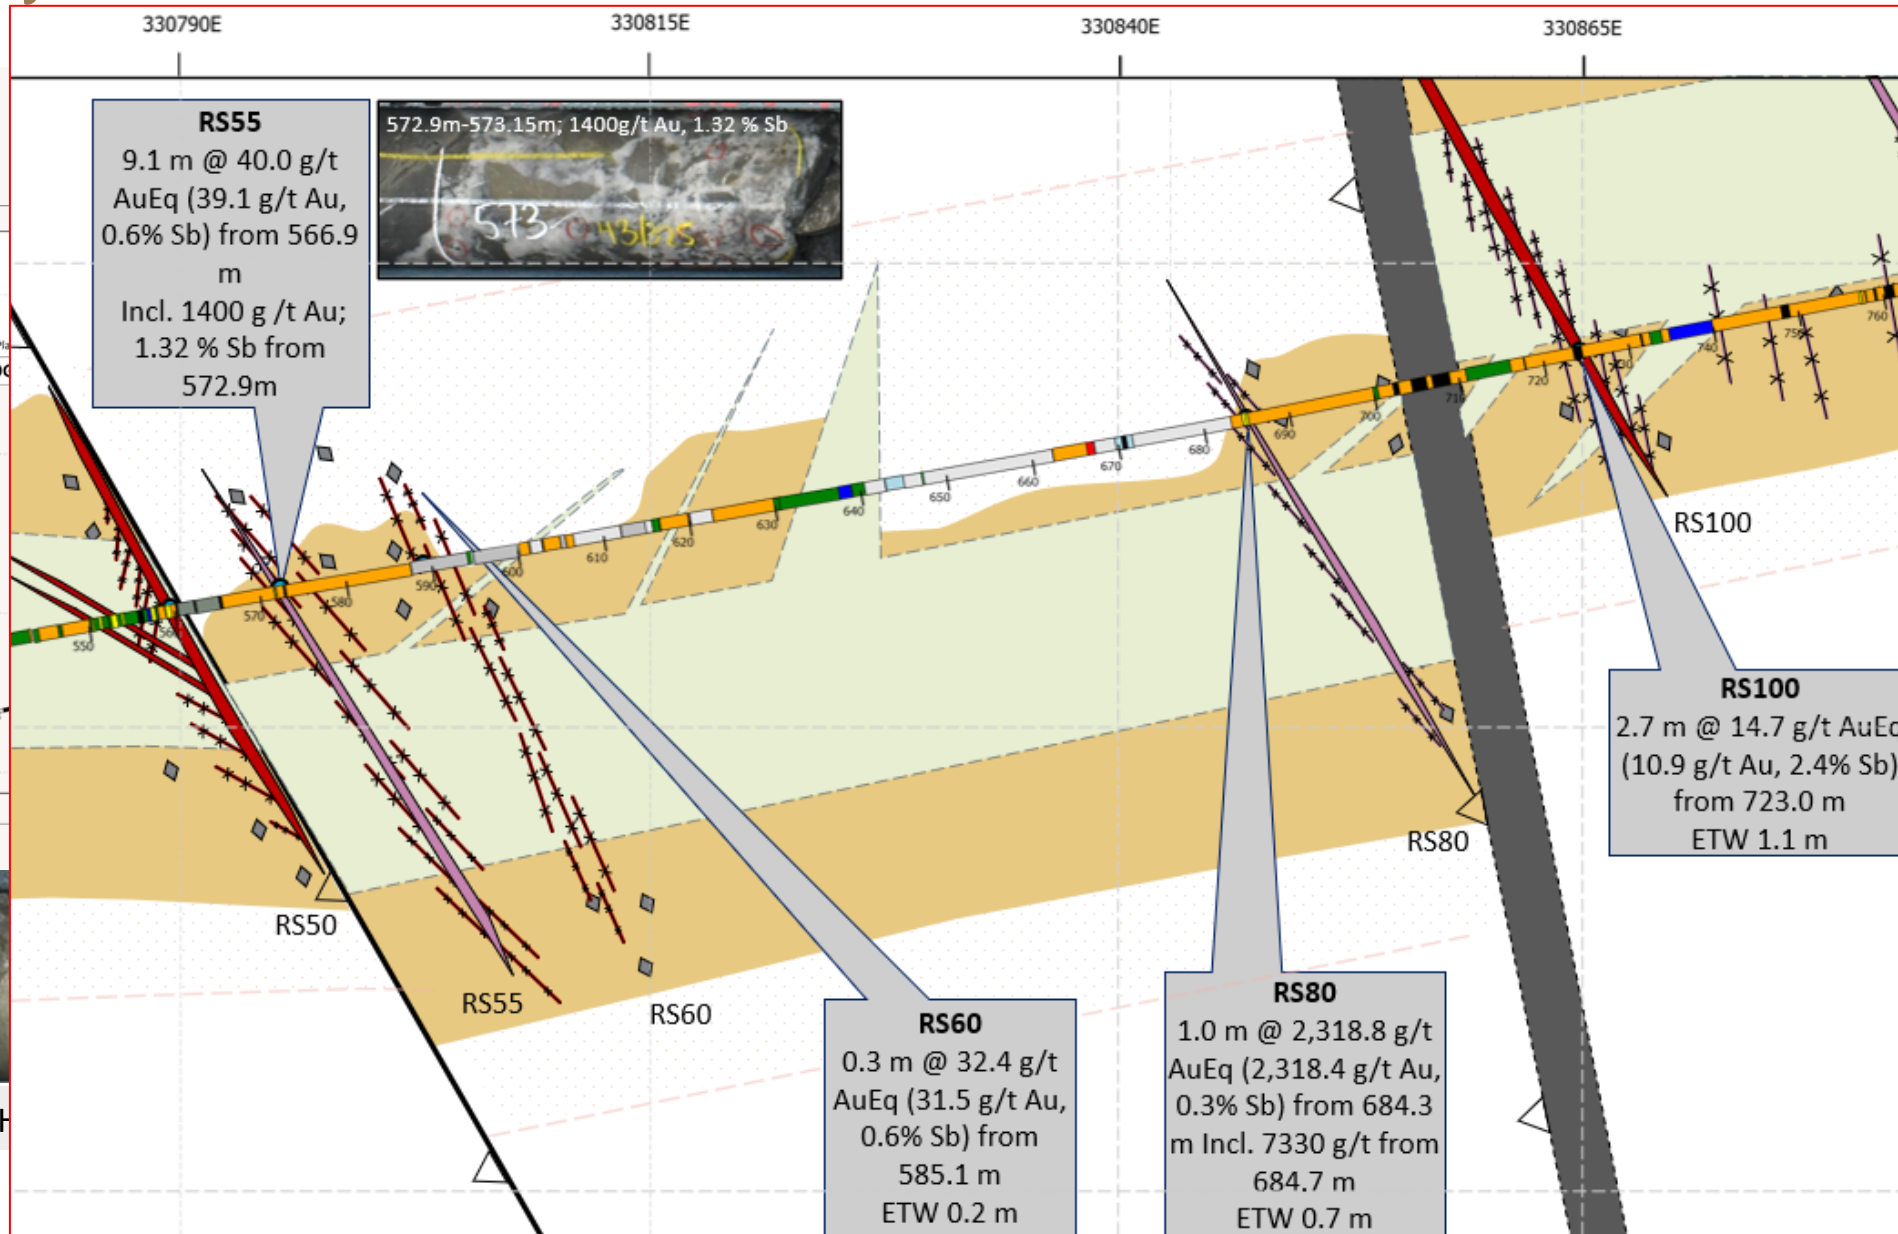 330790E
330815E
330840E
330865E
RS55
9.1 m @ 40.0 g/t
AuEq (39.1 g/t Au,
0.6% Sb) from 566.9
m
Incl. 1400 g /t Au;
1.32 % Sb from
572.9m
572.9m-573.15m; 1400g/t Au, 1.32 % Sb
573
550
560
570
580
590
600
610
620
630
640
650
660
670
680
690
700
710
720
730
740
750
760
RS100
RS100
2.7 m @ 14.7 g/t AuEq
(10.9 g/t Au, 2.4% Sb)
from 723.0 m
ETW 1.1 m
RS50
RS55
RS60
RS80
RS60
0.3 m @ 32.4 g/t
AuEq (31.5 g/t Au,
0.6% Sb) from
585.1 m
ETW 0.2 m
RS80
1.0 m @ 2,318.8 g/t
AuEq (2,318.4 g/t Au,
0.3% Sb) from 684.3
m Incl. 7330 g/t from
684.7 m
ETW 0.7 m